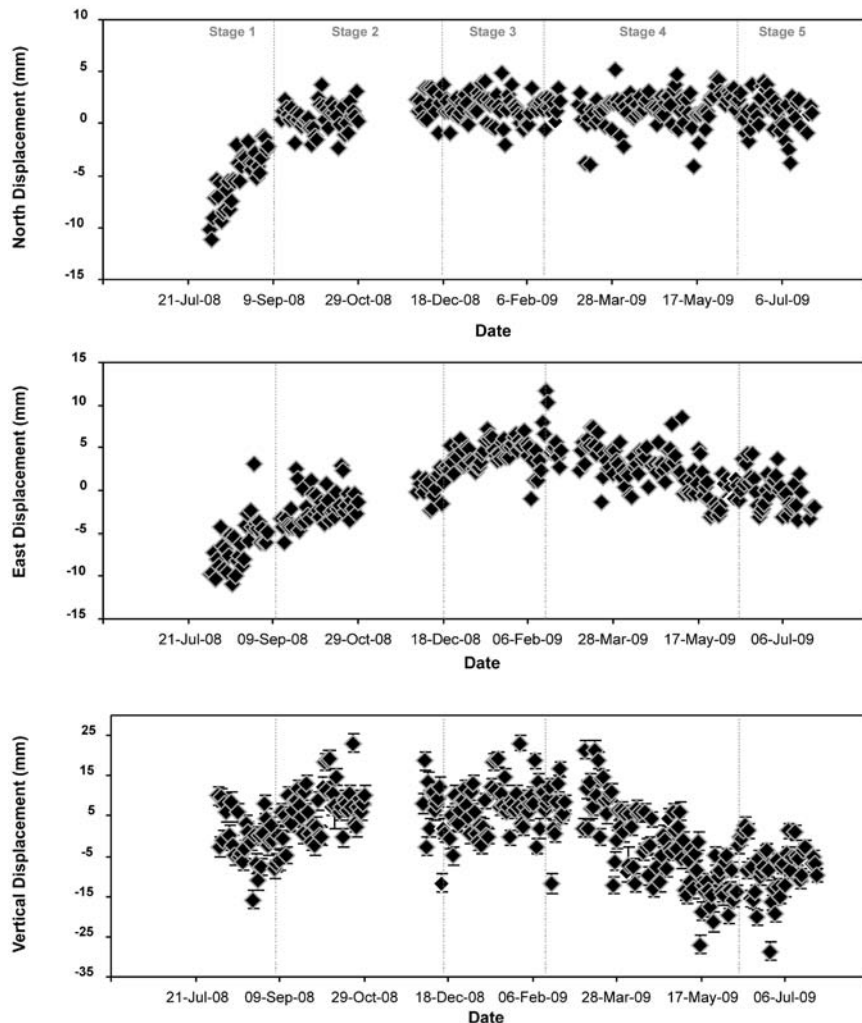 Stage 1 Stage 2 Stage 3 Stage 4 Stage 5
North Displacement (mm)
10
5
0
-5
-10
-15
21-Jul-08 9-Sep-08 29-Oct-08 18-Dec-08 6-Feb-09 28-Mar-09 17-May-09 6-Jul-09
Date
East Displacement (mm)
15
10
5
0
-5
-10
-15
21-Jul-08 09-Sep-08 29-Oct-08 18-Dec-08 06-Feb-09 28-Mar-09 17-May-09 06-Jul-09
Date
Vertical Displacement (mm)
25
15
5
-5
-15
-25
-35
21-Jul-08 09-Sep-08 29-Oct-08 18-Dec-08 06-Feb-09 28-Mar-09 17-May-09 06-Jul-09
Date